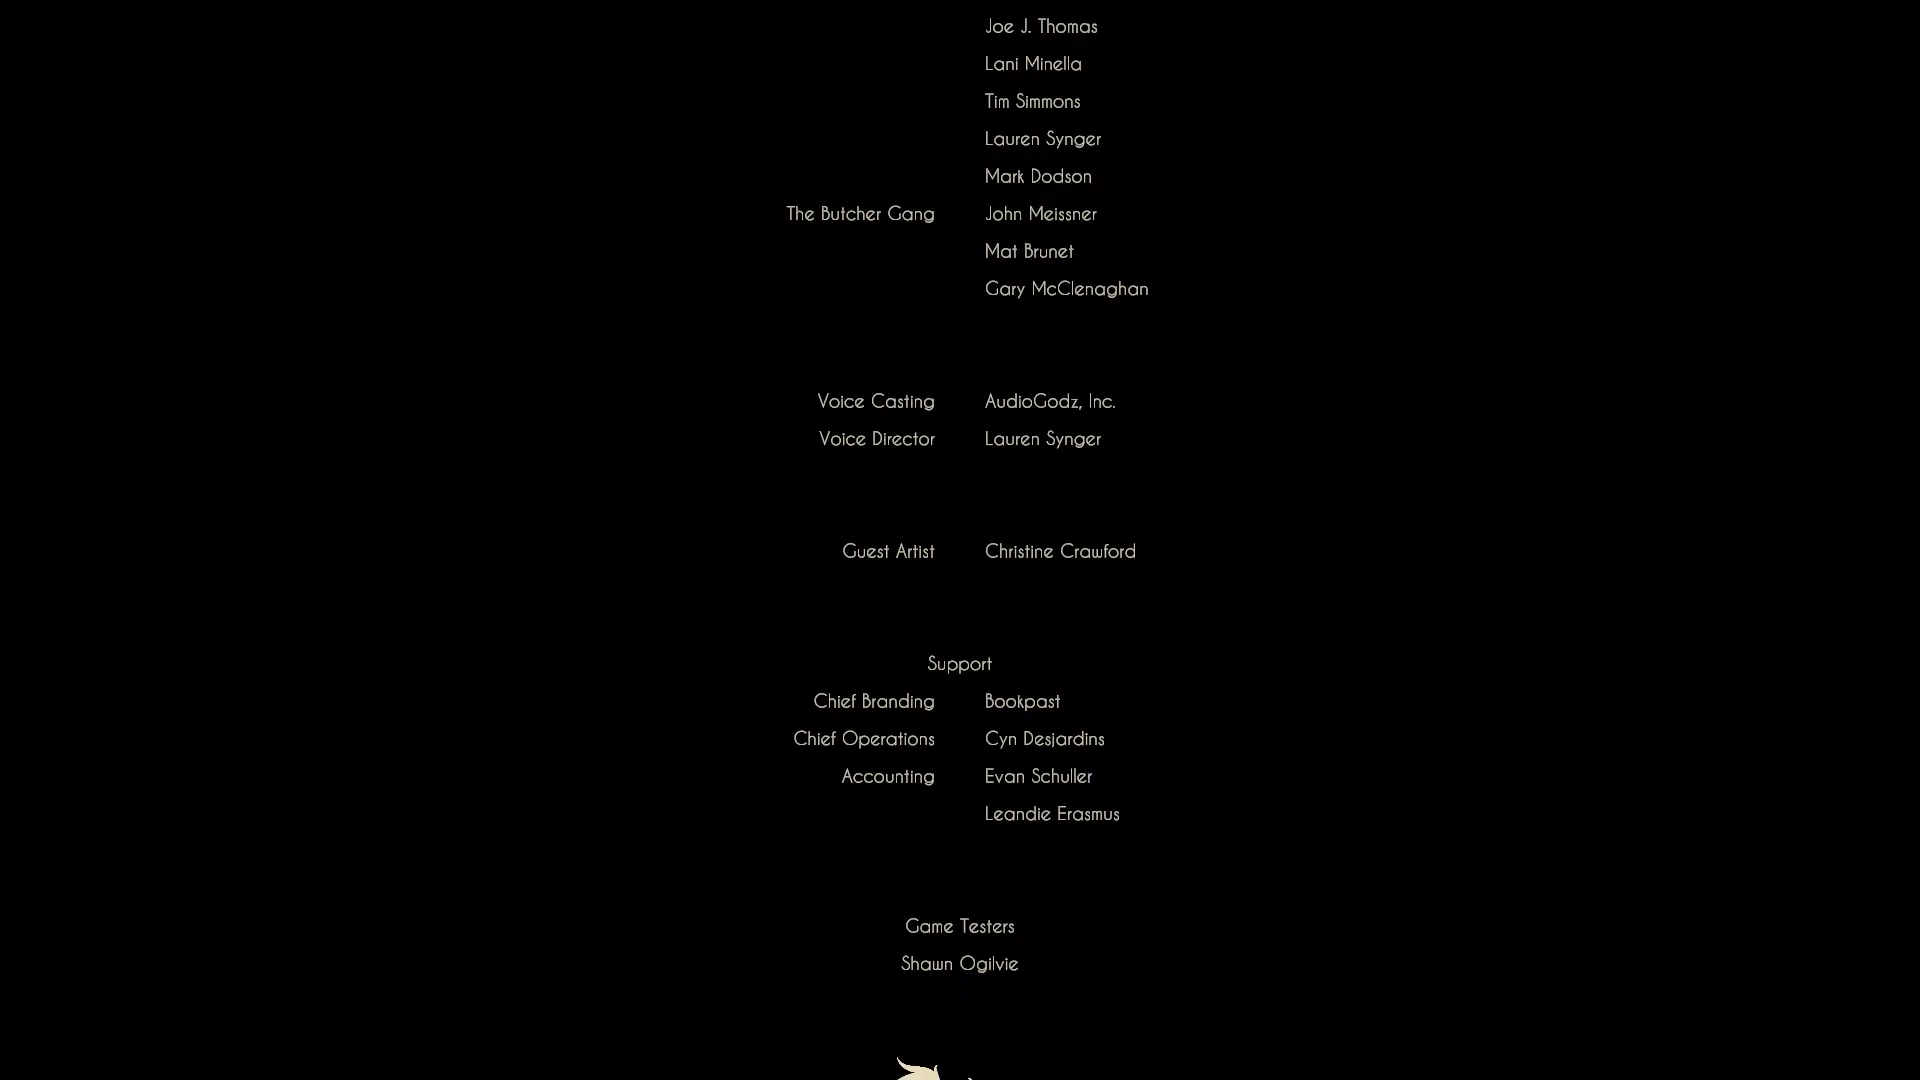 Joe J. Thomas
Lani Minella
Tim Simmons
Lauren Synger
Mark Dodson
The Butcher Gang John Meissner
Mat Brunet
Gary McClenaghan
Voice Casting AudioGodz, Inc.
Voice Director Lauren Synger
Guest Artist Christine Crawford
Support
Chief Branding Bookpast
Chief Operations Cyn Desjardins
Accounting Evan Schuller
Leandie Erasmus
Game Testers
Shawn Ogilvie